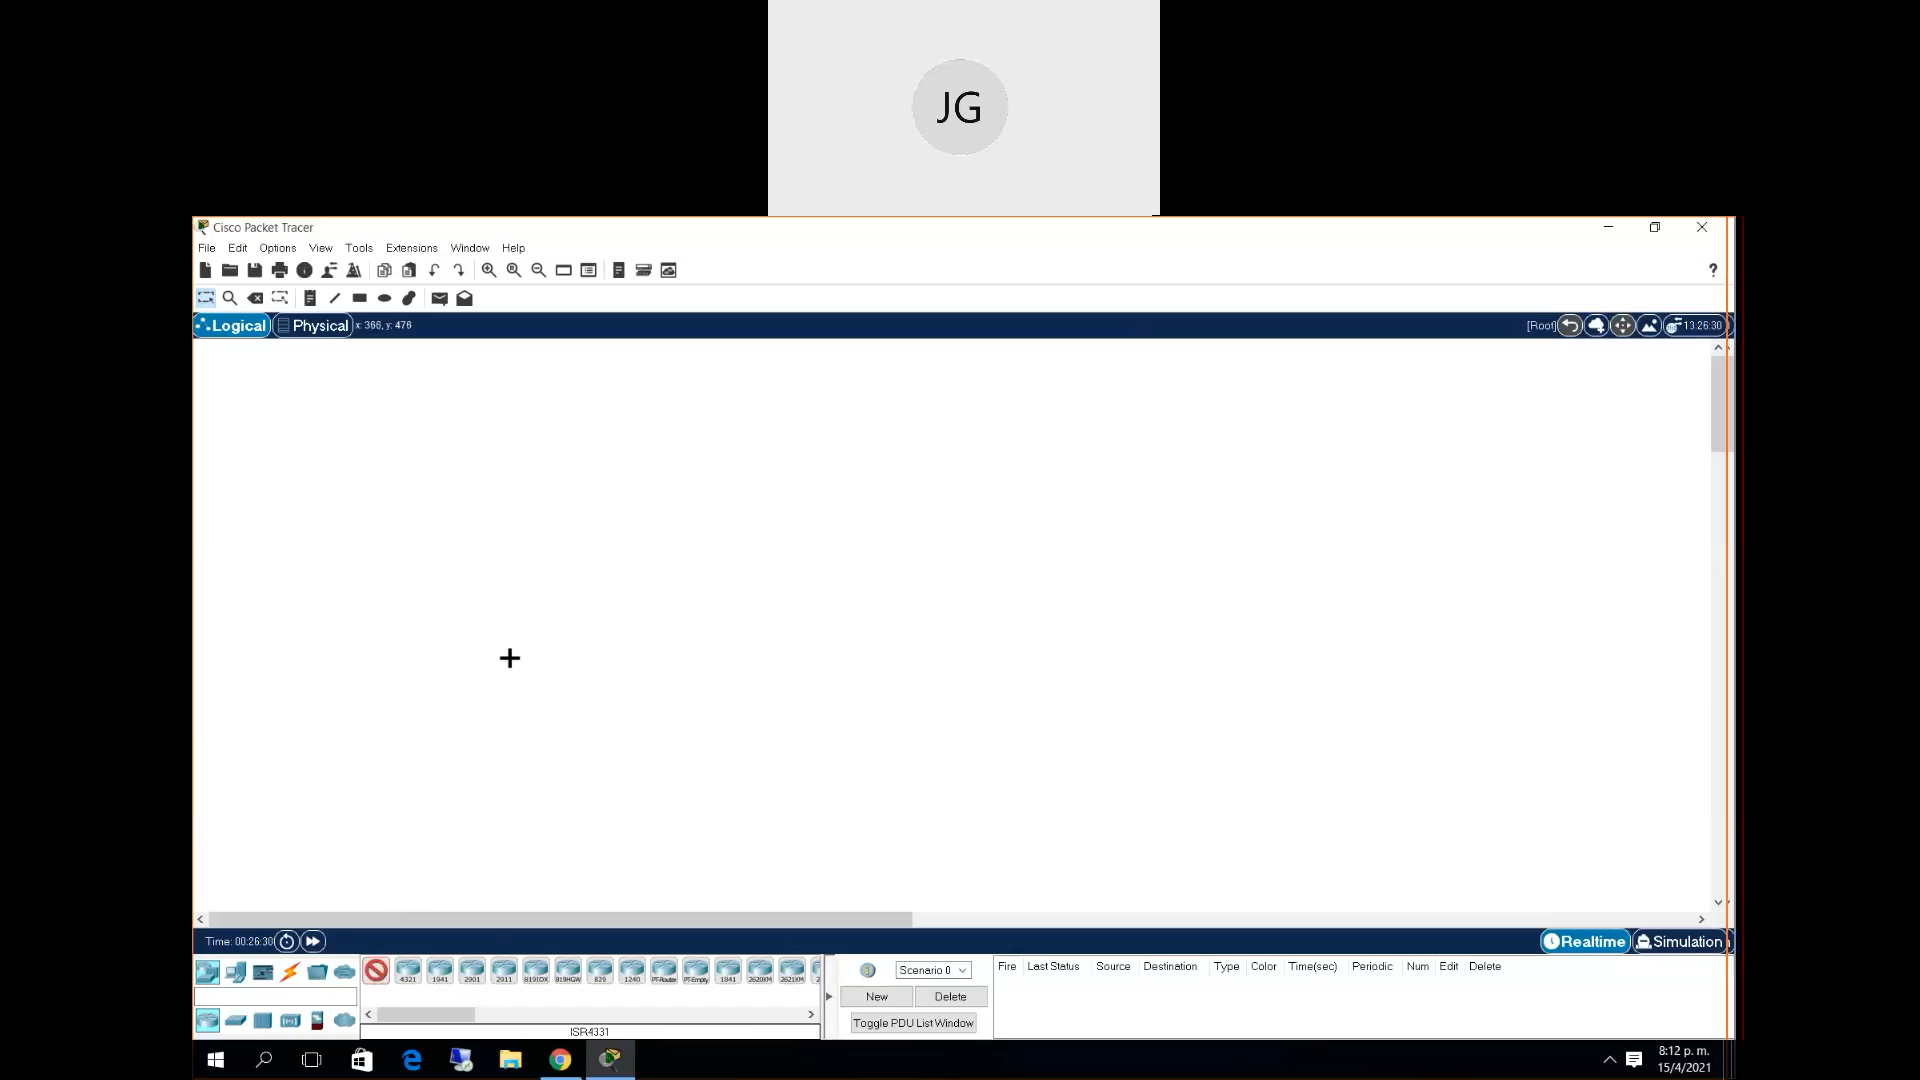 JG
Cisco Packet Tracer
File Edit Options View Tools Extensions Window Help
?
Logical Physical x: 366, y: 476 [Root] 13:26:30
Time: 00:26:30 Realtime Simulation
4321 1941 2901 2911 819IOX 819HGW 829 1240 PT-Router PT-Empty 1841 2620XM 2621XM
Scenario 0
New Delete
Toggle PDU List Window
Fire Last Status Source Destination Type Color Time(sec) Periodic Num Edit Delete
ISR4331
8:12 p. m.
15/4/2021